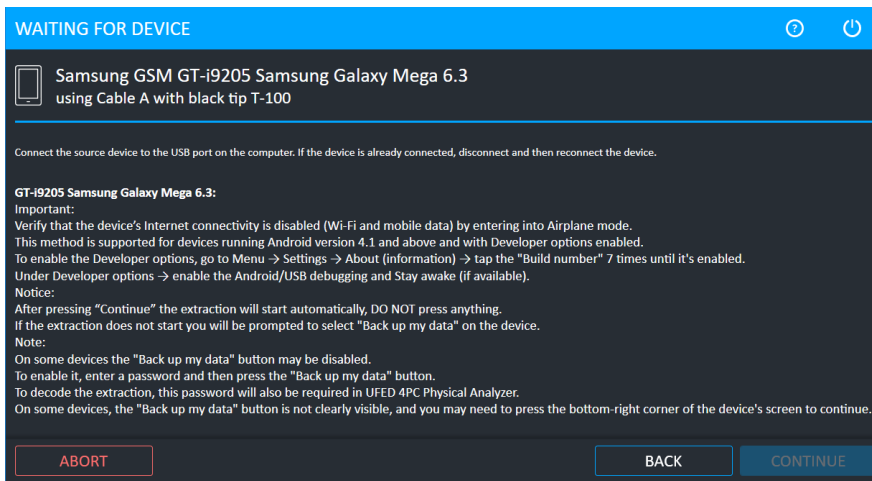 WAITING FOR DEVICE
Samsung GSM GT-i9205 Samsung Galaxy Mega 6.3
using Cable A with black tip T-100
Connect the source device to the USB port on the computer. If the device is already connected, disconnect and then reconnect the device.
GT-i9205 Samsung Galaxy Mega 6.3:
Important:
Verify that the device's Internet connectivity is disabled (Wi-Fi and mobile data) by entering into Airplane mode.
This method is supported for devices running Android version 4.1 and above and with Developer options enabled.
To enable the Developer options, go to Menu → Settings → About (information) → tap the "Build number" 7 times until it's enabled.
Under Developer options → enable the Android/USB debugging and Stay awake (if available).
Notice:
After pressing “Continue” the extraction will start automatically, DO NOT press anything.
If the extraction does not start you will be prompted to select "Back up my data" on the device.
Note:
On some devices the "Back up my data" button may be disabled.
To enable it, enter a password and then press the "Back up my data" button.
To decode the extraction, this password will also be required in UFED 4PC Physical Analyzer.
On some devices, the "Back up my data" button is not clearly visible, and you may need to press the bottom-right corner of the device's screen to continue.
ABORT BACK CONTINUE